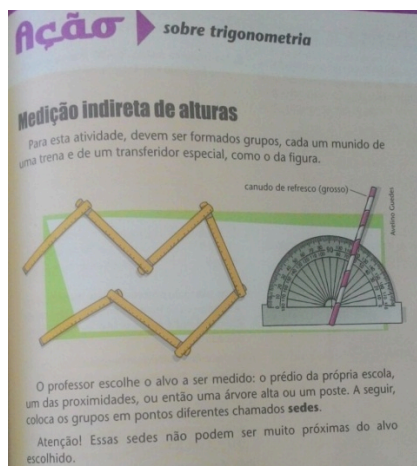 Ação sobre trigonometria
Medição indireta de alturas
Para esta atividade, devem ser formados grupos, cada um munido de
uma trena e de um transferidor especial, como o da figura.
canudo de refresco (grosso)
Avelino Guedes
O professor escolhe o alvo a ser medido: o prédio da própria escola,
um das proximidades, ou então uma árvore alta ou um poste. A seguir,
coloca os grupos em pontos diferentes chamados sedes.
Atenção! Essas sedes não podem ser muito próximas do alvo
escolhido.